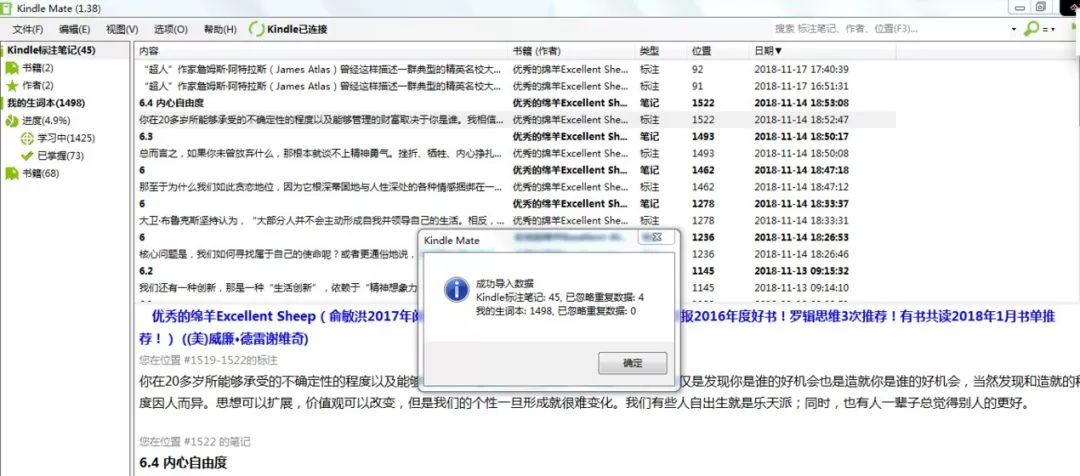 Kindle Mate (1.38)
文件(F) 编辑(E) 视图(V) 选项(O) 帮助(H) Kindle已连接 搜索 标注笔记、作者、位置(F3)...
Kindle标注笔记(45)
书籍(2)
作者(2)
我的生词本(1498)
进度(4.9%)
学习中(1425)
已掌握(73)
书籍(68)
内容 书籍 (作者) 类型 位置 日期▼
“超人”作家詹姆斯·阿特拉斯（James Atlas）曾经这样描述一群典型的精英名校大... 优秀的绵羊Excellent Shee... 标注 92 2018-11-17 17:40:39
“超人”作家詹姆斯·阿特拉斯（James Atlas）曾经这样描述一群典型的精英名校大... 优秀的绵羊Excellent Shee... 标注 91 2018-11-17 16:51:31
6.4 内心自由度 优秀的绵羊Excellent She... 笔记 1522 2018-11-14 18:53:08
你在20多岁所能够承受的不确定性的程度以及能够管理的财富取决于你是谁。我相信... 优秀的绵羊Excellent Shee... 标注 1522 2018-11-14 18:52:47
6.3 优秀的绵羊Excellent She... 笔记 1493 2018-11-14 18:50:17
总而言之，如果你未曾放弃什么，那根本就谈不上精神勇气。挫折、牺牲、内心挣扎... 优秀的绵羊Excellent Shee... 标注 1493 2018-11-14 18:50:08
6 优秀的绵羊Excellent She... 笔记 1462 2018-11-14 18:47:18
那至于为什么我们如此贪恋地位，因为它根深蒂固地与人性深处的各种情感捆绑在一... 优秀的绵羊Excellent Shee... 标注 1462 2018-11-14 18:47:12
6 优秀的绵羊Excellent She... 笔记 1278 2018-11-14 18:33:37
大卫·布鲁克斯坚持认为，“大部分人并不会主动形成自我并领导自己的生活。相反，... 优秀的绵羊Excellent Shee... 标注 1278 2018-11-14 18:33:31
6 1236 2018-11-14 18:26:53
核心问题是，我们如何寻找属于自己的使命呢？或者更通俗地说， 1236 2018-11-14 18:26:46
6.2 1145 2018-11-13 09:15:32
我们还有一种创新，那是一种“生活创新”，依赖于“精神想象力 1145 2018-11-13 09:14:10
Kindle Mate
成功导入数据
Kindle标注笔记: 45, 已忽略重复数据: 4
我的生词本: 1498, 已忽略重复数据: 0
确定
优秀的绵羊Excellent Sheep（俞敏洪2017年 报2016年度好书！罗辑思维3次推荐！有书共读2018年1月书单推
荐！） ((美)威廉·德雷谢维奇)
您在位置 #1519-1522的标注
你在20多岁所能够承受的不确定性的程度以及能够 又是发现你是谁的好机会也是造就你是谁的好机会，当然发现和造就的
度因人而异。思想可以扩展，价值观可以改变，但是我们的个性一旦形成就很难变化。我们有些人自出生就是乐天派；同时，也有人一辈子总觉得别人的更好。
您在位置 #1522 的笔记
6.4 内心自由度